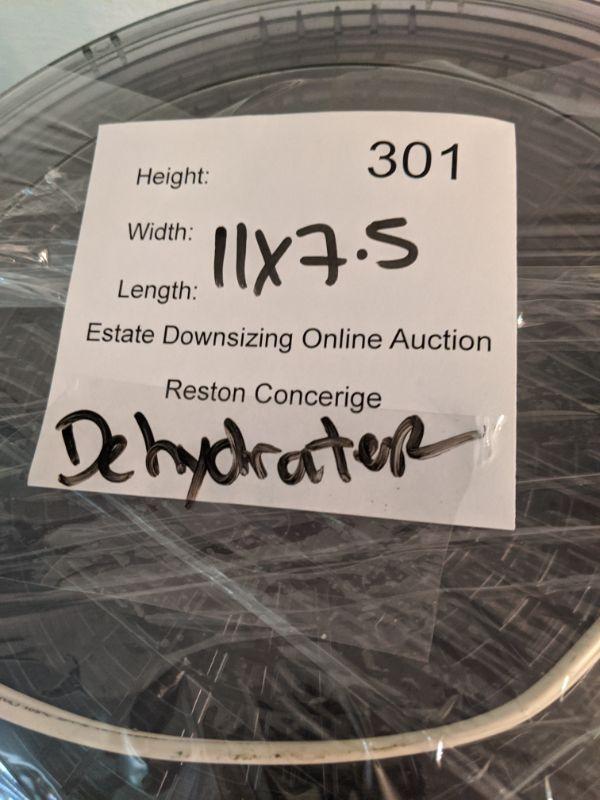 301
Height:
Width:
11x7.5
Length:
Estate Downsizing Online Auction
Reston Concerige
Dehydrater